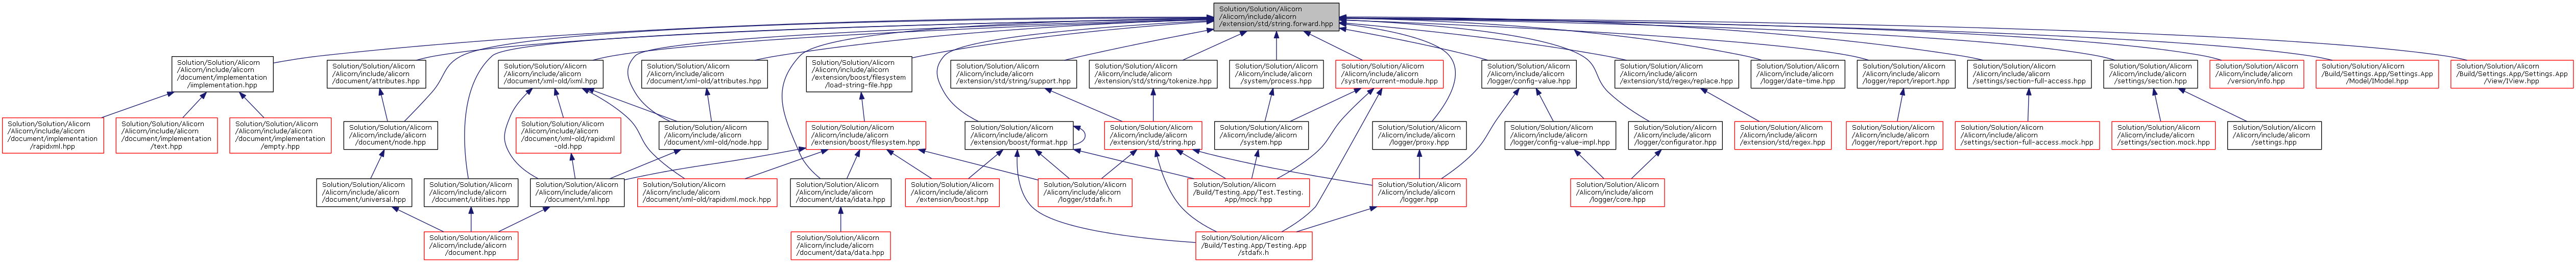 Solution/Solution/Alicorn
/Alicorn/include/alicorn
/extension/std/string.forward.hpp
Solution/Solution/Alicorn
/Alicorn/include/alicorn
/document/implementation
/implementation.hpp
Solution/Solution/Alicorn
/Alicorn/include/alicorn
/document/attributes.hpp
Solution/Solution/Alicorn
/Alicorn/include/alicorn
/document/xml-old/xml.hpp
Solution/Solution/Alicorn
/Alicorn/include/alicorn
/document/xml-old/attributes.hpp
Solution/Solution/Alicorn
/Alicorn/include/alicorn
/extension/boost/filesystem
/load-string-file.hpp
Solution/Solution/Alicorn
/Alicorn/include/alicorn
/extension/std/string/support.hpp
Solution/Solution/Alicorn
/Alicorn/include/alicorn
/extension/std/string/tokenize.hpp
Solution/Solution/Alicorn
/Alicorn/include/alicorn
/system/process.hpp
Solution/Solution/Alicorn
/Alicorn/include/alicorn
/system/current-module.hpp
Solution/Solution/Alicorn
/Alicorn/include/alicorn
/logger/config-value.hpp
Solution/Solution/Alicorn
/Alicorn/include/alicorn
/extension/std/regex/replace.hpp
Solution/Solution/Alicorn
/Alicorn/include/alicorn
/logger/date-time.hpp
Solution/Solution/Alicorn
/Alicorn/include/alicorn
/logger/report/ireport.hpp
Solution/Solution/Alicorn
/Alicorn/include/alicorn
/settings/section-full-access.hpp
Solution/Solution/Alicorn
/Alicorn/include/alicorn
/settings/section.hpp
Solution/Solution/Alicorn
/Alicorn/include/alicorn
/version/info.hpp
Solution/Solution/Alicorn
/Build/Settings.App/Settings.App
/Model/IModel.hpp
Solution/Solution/Alicorn
/Build/Settings.App/Settings.App
/View/IView.hpp
Solution/Solution/Alicorn
/Alicorn/include/alicorn
/document/implementation
/rapidxml.hpp
Solution/Solution/Alicorn
/Alicorn/include/alicorn
/document/implementation
/text.hpp
Solution/Solution/Alicorn
/Alicorn/include/alicorn
/document/implementation
/empty.hpp
Solution/Solution/Alicorn
/Alicorn/include/alicorn
/document/node.hpp
Solution/Solution/Alicorn
/Alicorn/include/alicorn
/document/xml-old/rapidxml
-old.hpp
Solution/Solution/Alicorn
/Alicorn/include/alicorn
/document/xml-old/node.hpp
Solution/Solution/Alicorn
/Alicorn/include/alicorn
/extension/boost/filesystem.hpp
Solution/Solution/Alicorn
/Alicorn/include/alicorn
/extension/boost/format.hpp
Solution/Solution/Alicorn
/Alicorn/include/alicorn
/extension/std/string.hpp
Solution/Solution/Alicorn
/Alicorn/include/alicorn
/system.hpp
Solution/Solution/Alicorn
/Alicorn/include/alicorn
/logger/proxy.hpp
Solution/Solution/Alicorn
/Alicorn/include/alicorn
/logger/config-value-impl.hpp
Solution/Solution/Alicorn
/Alicorn/include/alicorn
/logger/configurator.hpp
Solution/Solution/Alicorn
/Alicorn/include/alicorn
/extension/std/regex.hpp
Solution/Solution/Alicorn
/Alicorn/include/alicorn
/logger/report/report.hpp
Solution/Solution/Alicorn
/Alicorn/include/alicorn
/settings/section-full-access.mock.hpp
Solution/Solution/Alicorn
/Alicorn/include/alicorn
/settings/section.mock.hpp
Solution/Solution/Alicorn
/Alicorn/include/alicorn
/settings.hpp
Solution/Solution/Alicorn
/Alicorn/include/alicorn
/document/universal.hpp
Solution/Solution/Alicorn
/Alicorn/include/alicorn
/document/utilities.hpp
Solution/Solution/Alicorn
/Alicorn/include/alicorn
/document/xml.hpp
Solution/Solution/Alicorn
/Alicorn/include/alicorn
/document/xml-old/rapidxml.mock.hpp
Solution/Solution/Alicorn
/Alicorn/include/alicorn
/document/data/idata.hpp
Solution/Solution/Alicorn
/Alicorn/include/alicorn
/extension/boost.hpp
Solution/Solution/Alicorn
/Alicorn/include/alicorn
/logger/stdafx.h
Solution/Solution/Alicorn
/Build/Testing.App/Test.Testing.
App/mock.hpp
Solution/Solution/Alicorn
/Alicorn/include/alicorn
/logger.hpp
Solution/Solution/Alicorn
/Alicorn/include/alicorn
/logger/core.hpp
Solution/Solution/Alicorn
/Alicorn/include/alicorn
/document.hpp
Solution/Solution/Alicorn
/Alicorn/include/alicorn
/document/data/data.hpp
Solution/Solution/Alicorn
/Build/Testing.App/Testing.App
/stdafx.h